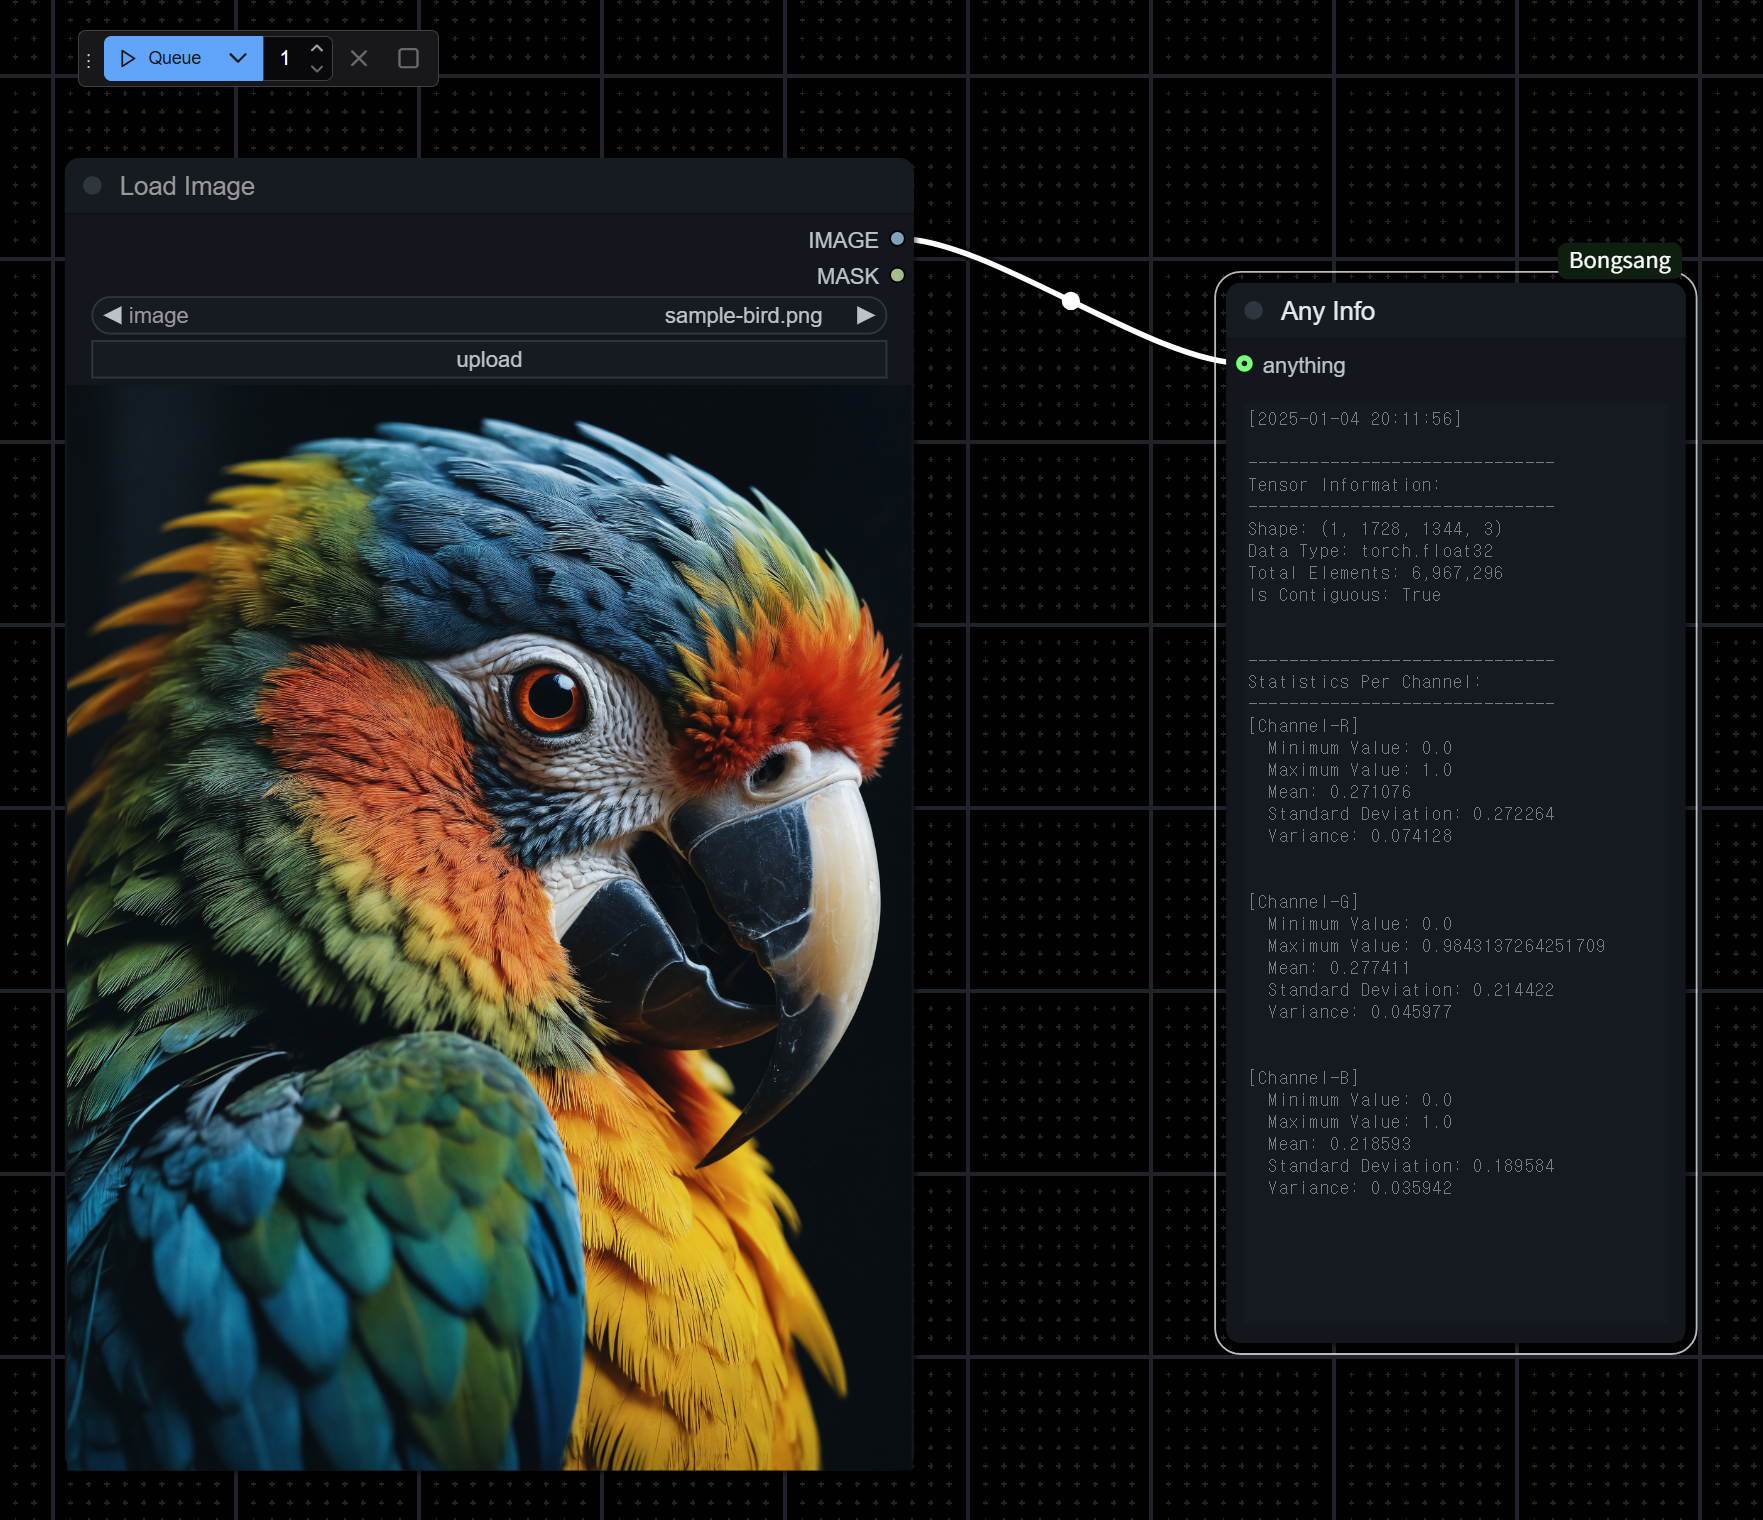 Queue
1
Load Image
IMAGE
MASK
image sample-bird.png
upload
Bongsang
Any Info
anything
[2025-01-04 20:11:56]
------------------------------
Tensor Information:
------------------------------
Shape: (1, 1728, 1344, 3)
Data Type: torch.float32
Total Elements: 6,967,296
Is Contiguous: True
------------------------------
Statistics Per Channel:
------------------------------
[Channel-R]
Minimum Value: 0.0
Maximum Value: 1.0
Mean: 0.271076
Standard Deviation: 0.272264
Variance: 0.074128
[Channel-G]
Minimum Value: 0.0
Maximum Value: 0.9843137264251709
Mean: 0.277411
Standard Deviation: 0.214422
Variance: 0.045977
[Channel-B]
Minimum Value: 0.0
Maximum Value: 1.0
Mean: 0.218593
Standard Deviation: 0.189584
Variance: 0.035942